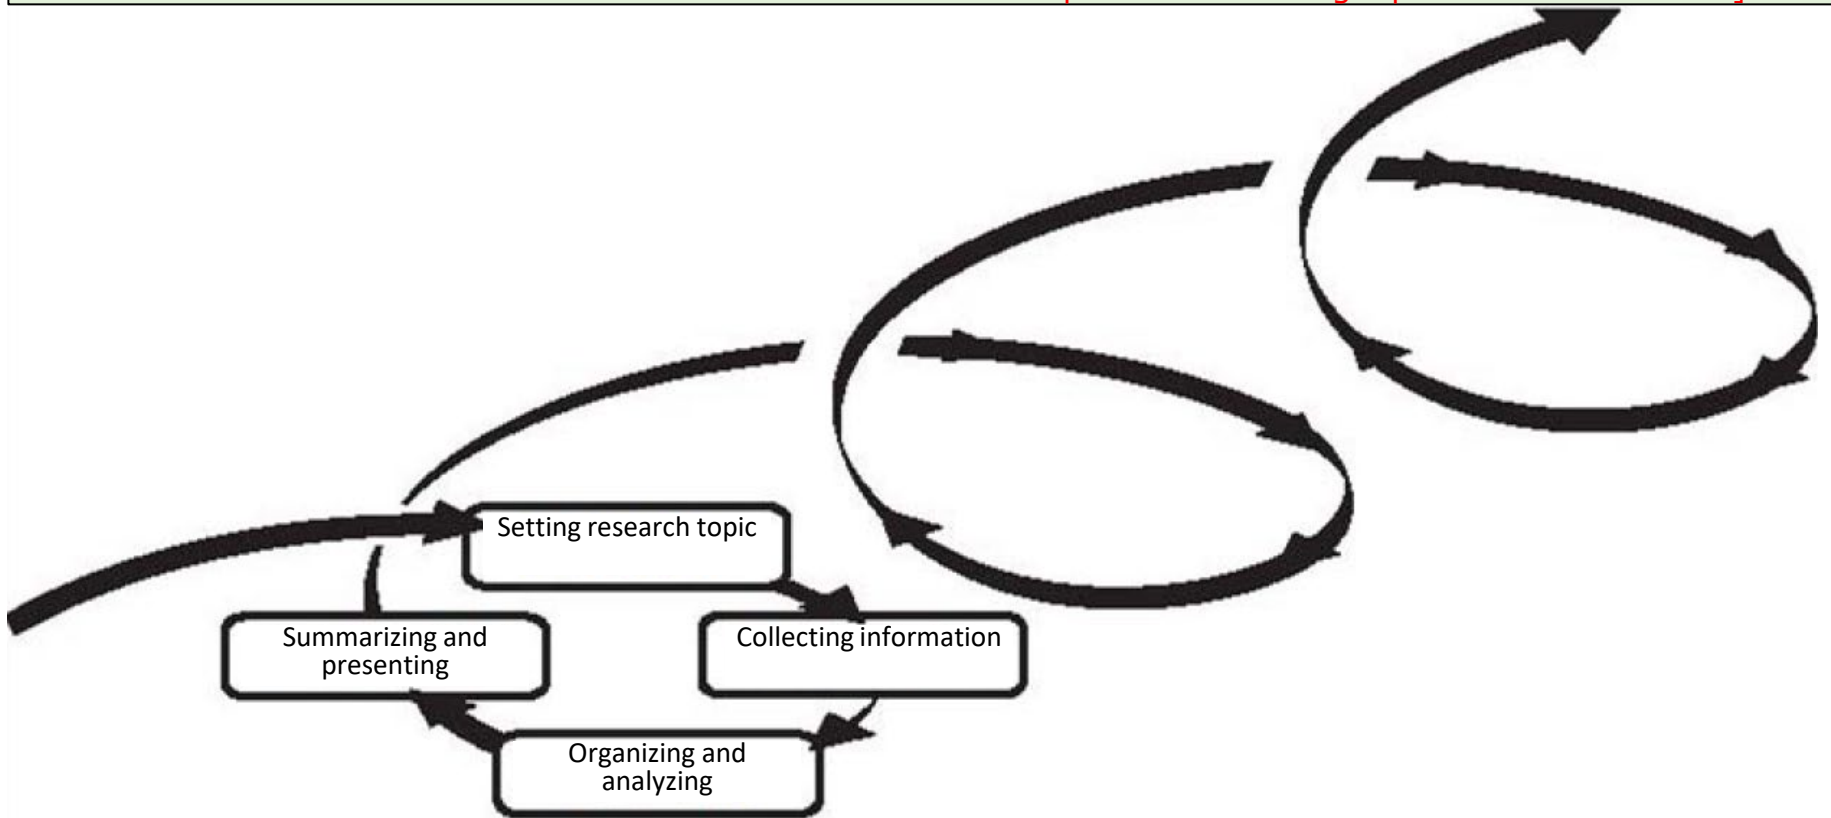 Setting research topic
Summarizing and
presenting
Collecting information
Organizing and
analyzing